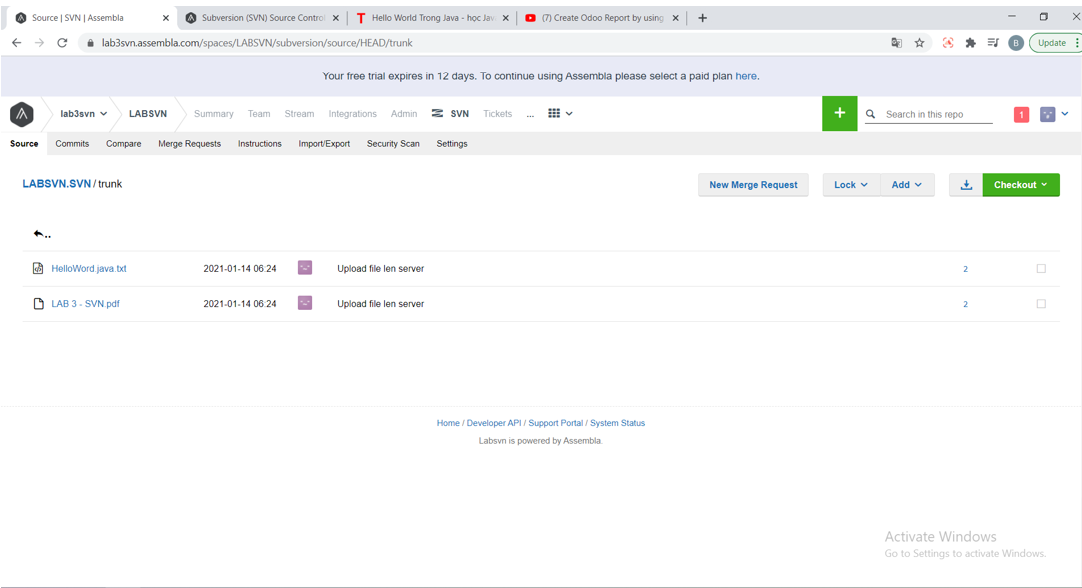 Source | SVN | Assembla
Subversion (SVN) Source Control
Hello World Trong Java - học Java
(7) Create Odoo Report by using
lab3svn.assembla.com/spaces/LABSVN/subversion/source/HEAD/trunk
B
Update
Your free trial expires in 12 days. To continue using Assembla please select a paid plan here.
lab3svn LABSVN Summary Team Stream Integrations Admin SVN Tickets ... + Search in this repo 1
Source Commits Compare Merge Requests Instructions Import/Export Security Scan Settings
LABSVN.SVN / trunk New Merge Request Lock Add Checkout
..
HelloWord.java.txt 2021-01-14 06:24 Upload file len server 2
LAB 3 - SVN.pdf 2021-01-14 06:24 Upload file len server 2
Home / Developer API / Support Portal / System Status
Labsvn is powered by Assembla.
Activate Windows
Go to Settings to activate Windows.